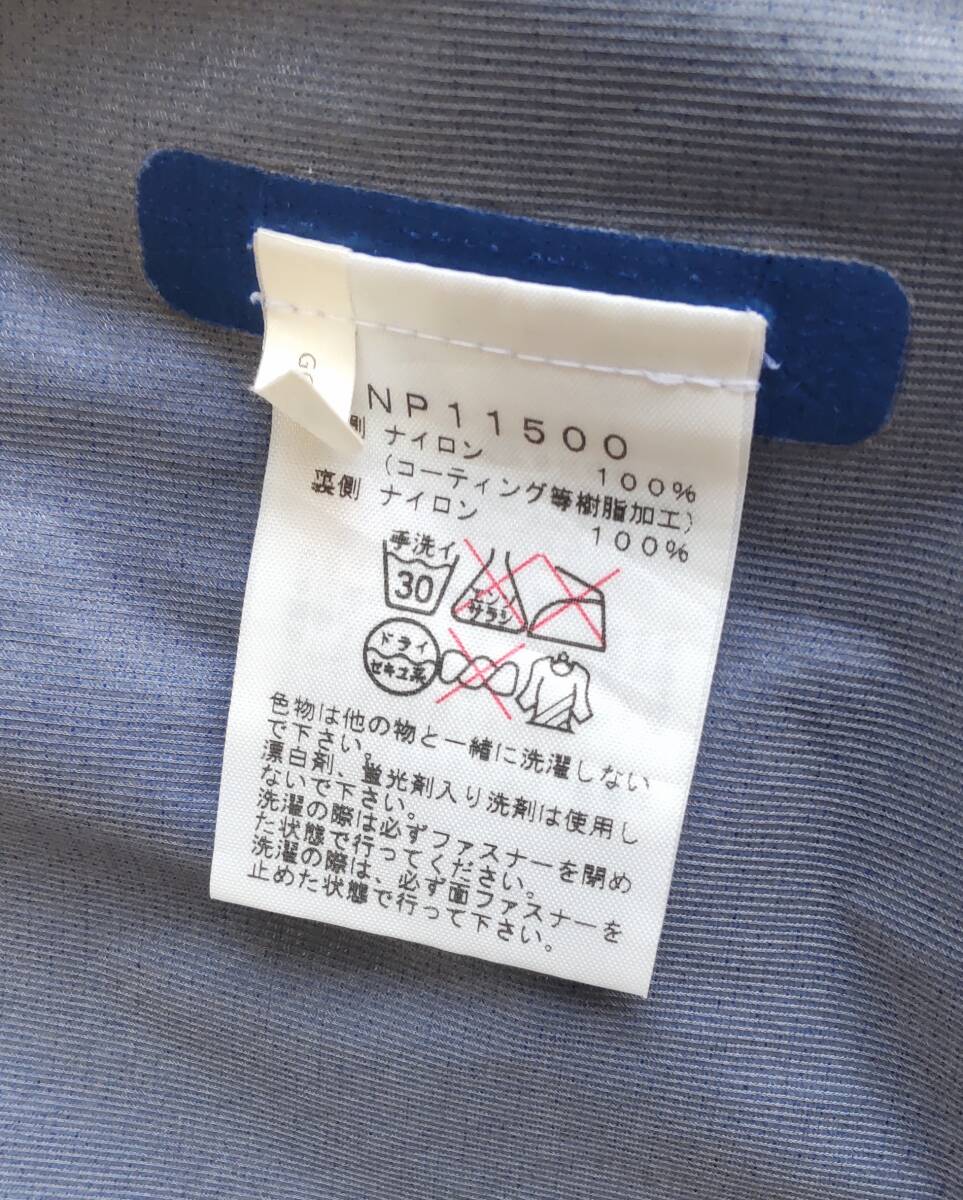 NP11500
側 ナイロン 100%
(コーティング等樹脂加工)
裏側 ナイロン 100%
手洗イ
30
エンソ
サラシ
ドライ
セキユ系
色物は他の物と一緒に洗濯しない
で下さい。
漂白剤、蛍光剤入り洗剤は使用し
ないで下さい。
洗濯の際は必ずファスナーを閉め
た状態で行ってください。
洗濯の際は、必ず面ファスナーを
止めた状態で行って下さい。